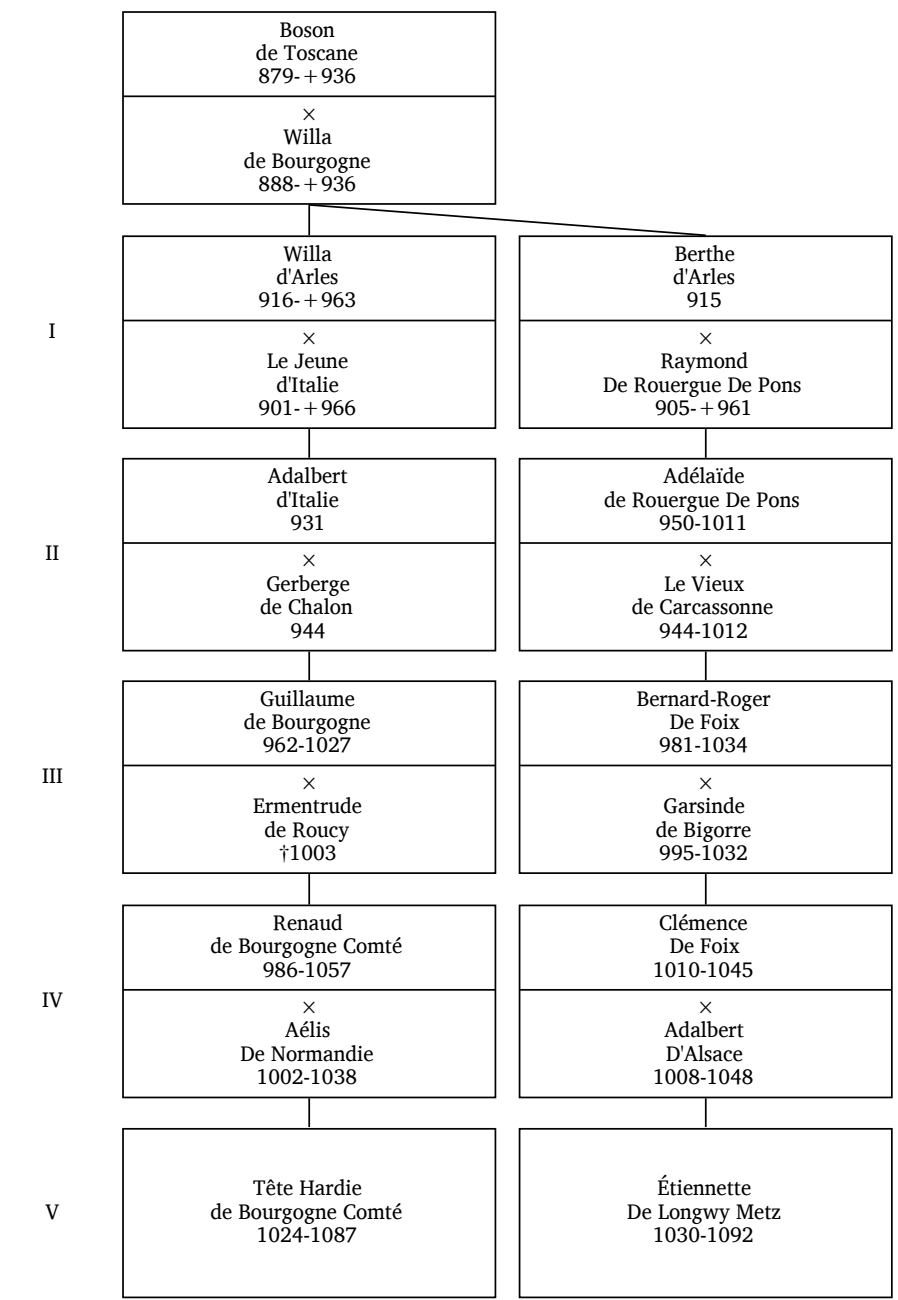 Boson
de Toscane
879-+936
×
Willa
de Bourgogne
888-+936
I
Willa
d'Arles
916-+963
×
Le Jeune
d'Italie
901-+966
Berthe
d'Arles
915
×
Raymond
De Rouergue De Pons
905-+961
II
Adalbert
d'Italie
931
×
Gerberge
de Chalon
944
Adélaïde
de Rouergue De Pons
950-1011
×
Le Vieux
de Carcassonne
944-1012
III
Guillaume
de Bourgogne
962-1027
×
Ermentrude
de Roucy
†1003
Bernard-Roger
De Foix
981-1034
×
Garsinde
de Bigorre
995-1032
IV
Renaud
de Bourgogne Comté
986-1057
×
Aélis
De Normandie
1002-1038
Clémence
De Foix
1010-1045
×
Adalbert
D'Alsace
1008-1048
V
Tête Hardie
de Bourgogne Comté
1024-1087
Étiennette
De Longwy Metz
1030-1092